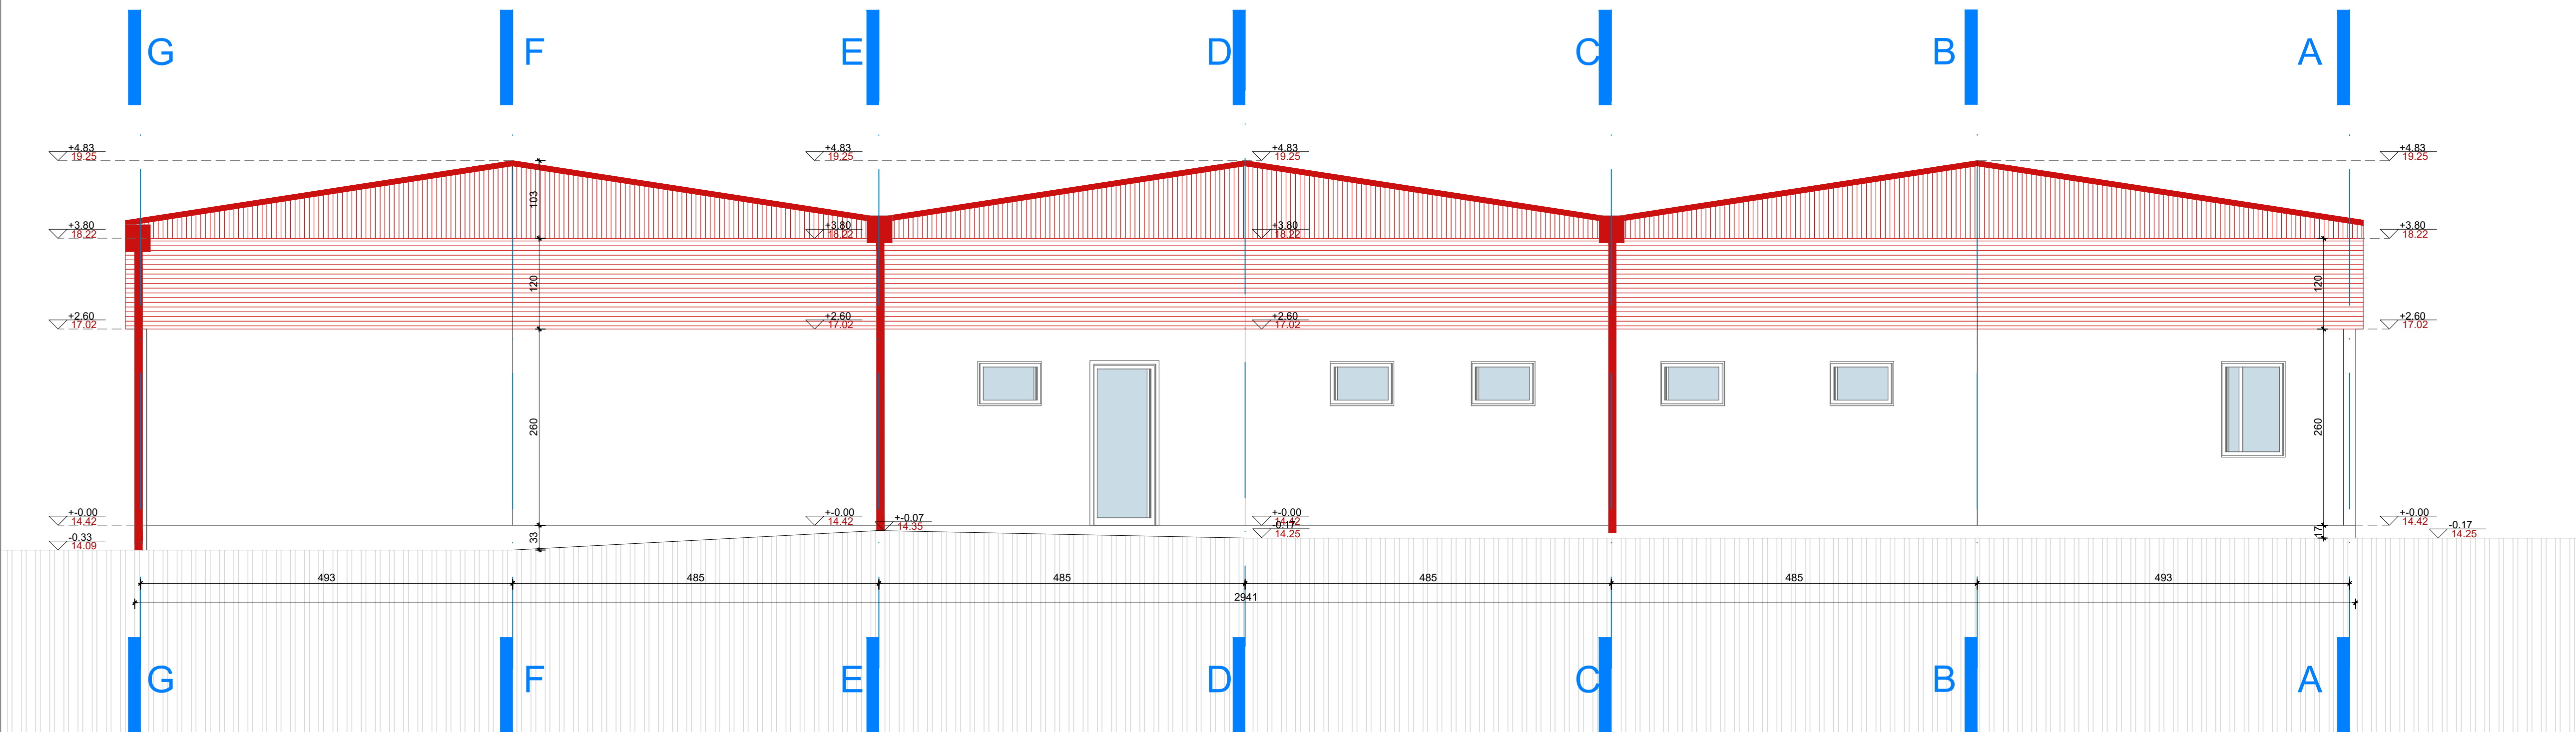 G F E D C B A
+4.83 +4.83 +4.83 +4.83
19.25 19.25 19.25 19.25
103
+3.80 +3.80 +3.80 +3.80
18.22 18.22 18.22 18.22
120 120
+2.60 +2.60 +2.60 +2.60
17.02 17.02 17.02 17.02
260 260
+-0.00 +-0.00 +-0.07 +-0.00 +-0.00
14.42 14.42 14.35 14.42 14.42
-0.33 33 -0.17 17 -0.17
14.09 14.25 14.25
493 485 485 485 485 493
2941
G F E D C B A